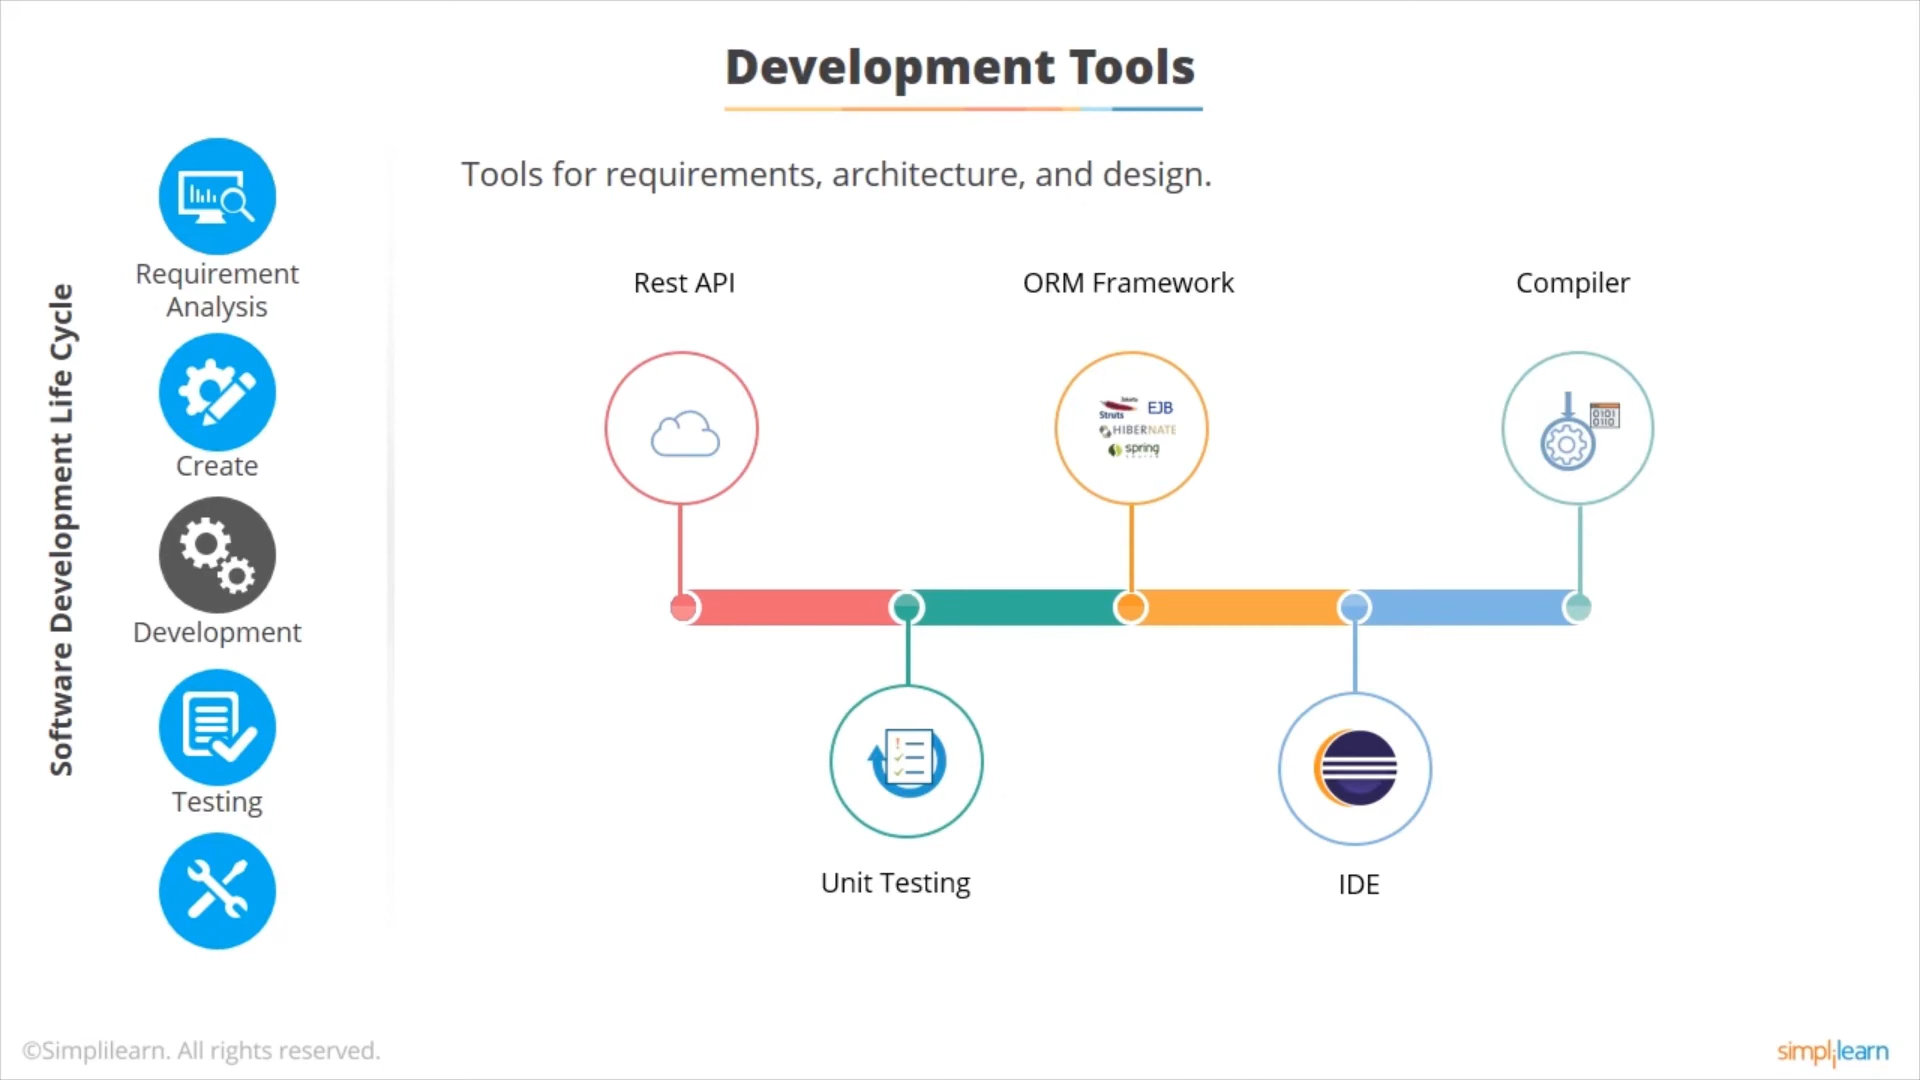 Development Tools
Tools for requirements, architecture, and design.
Software Development Life Cycle
Requirement
Analysis
Create
Development
Testing
Rest API
ORM Framework
Compiler
Struts
EJB
HIBERNATE
spring
0101
0110
Unit Testing
IDE
©Simplilearn. All rights reserved.
simplilearn